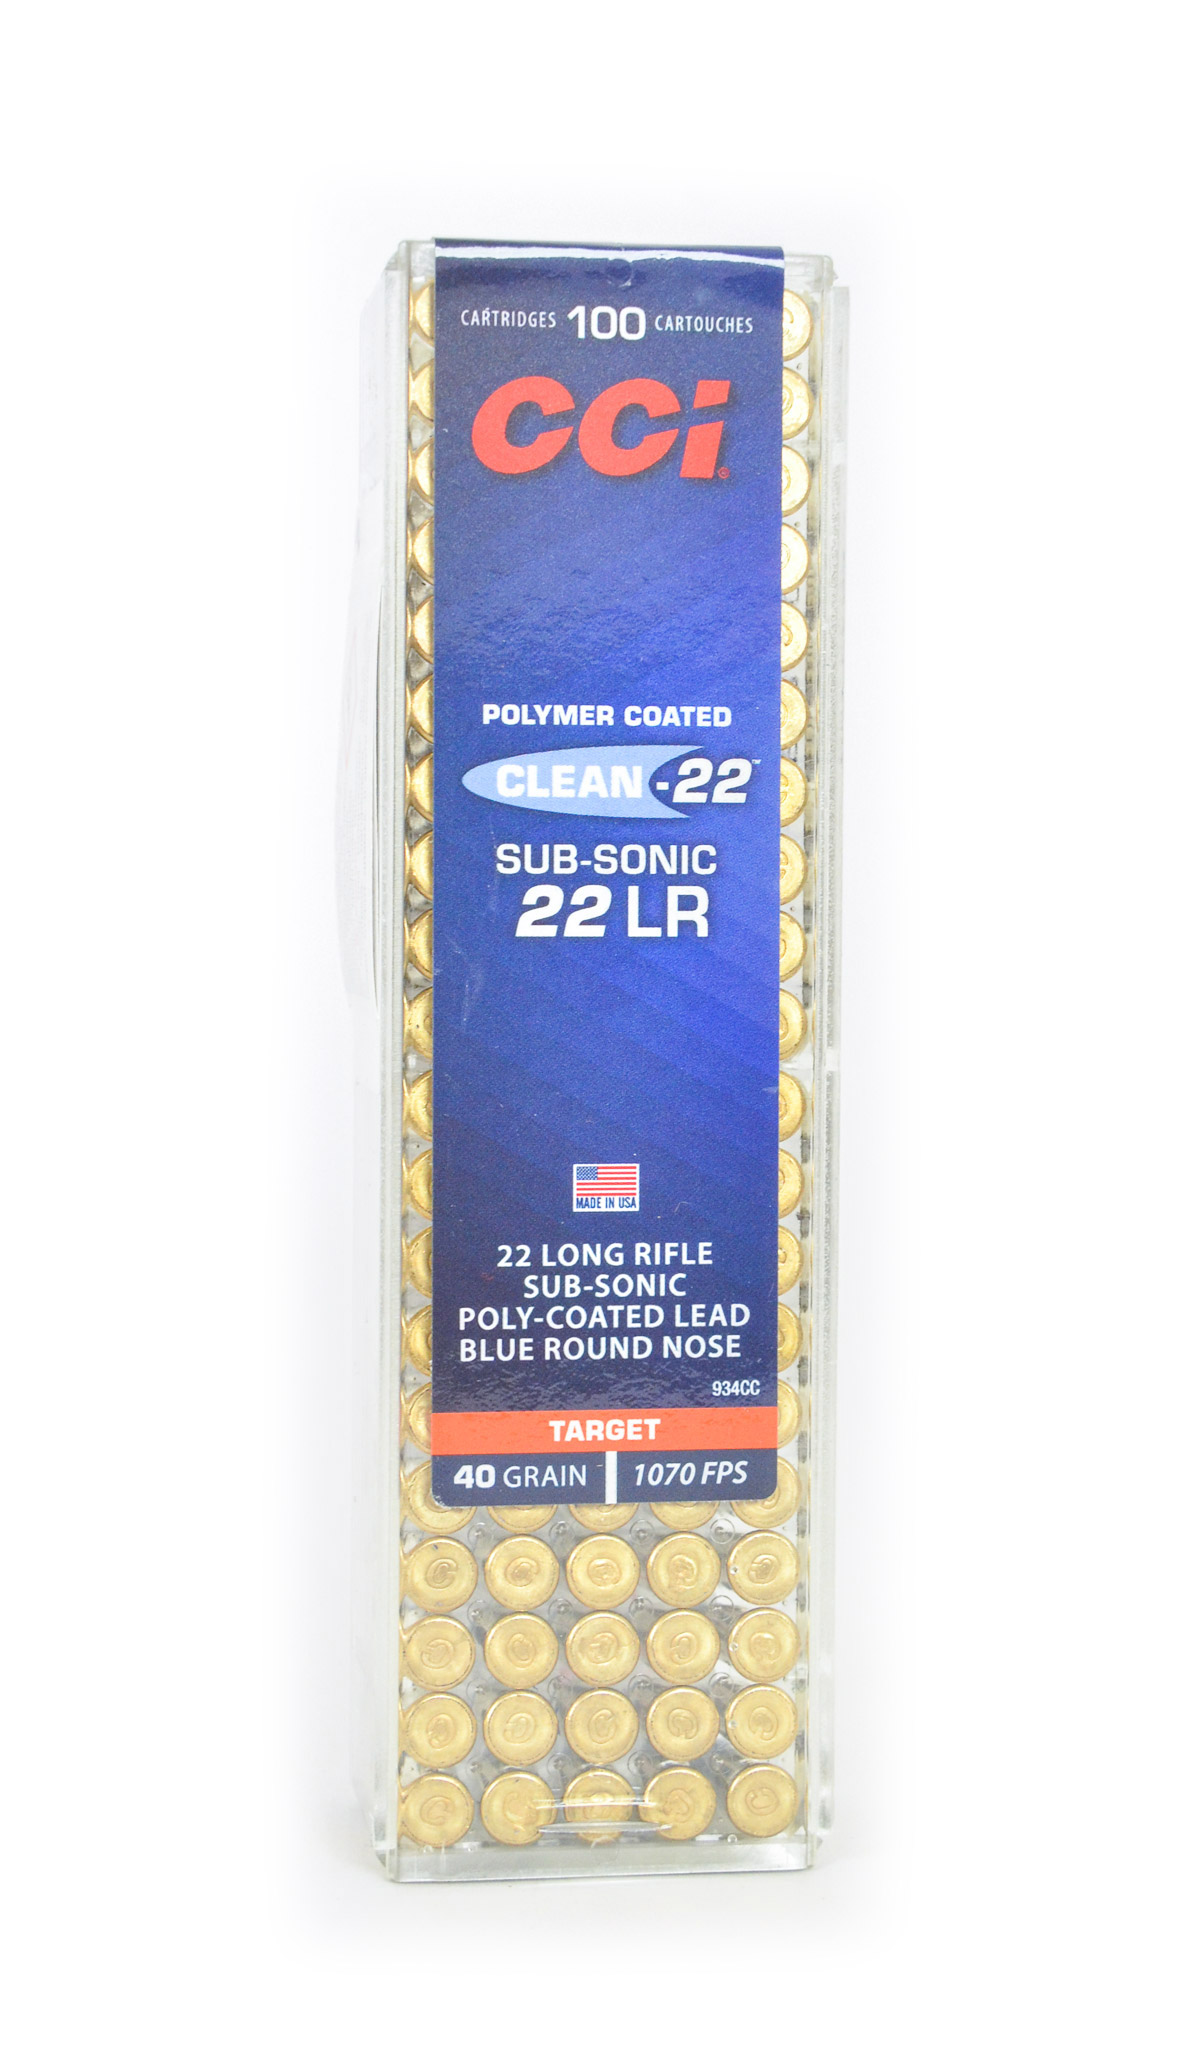 CARTRIDGES 100 CARTOUCHES
CCi®
POLYMER COATED
CLEAN-22™
SUB-SONIC
22 LR
MADE IN USA
22 LONG RIFLE
SUB-SONIC
POLY-COATED LEAD
BLUE ROUND NOSE
934CC
TARGET
40 GRAIN 1070 FPS